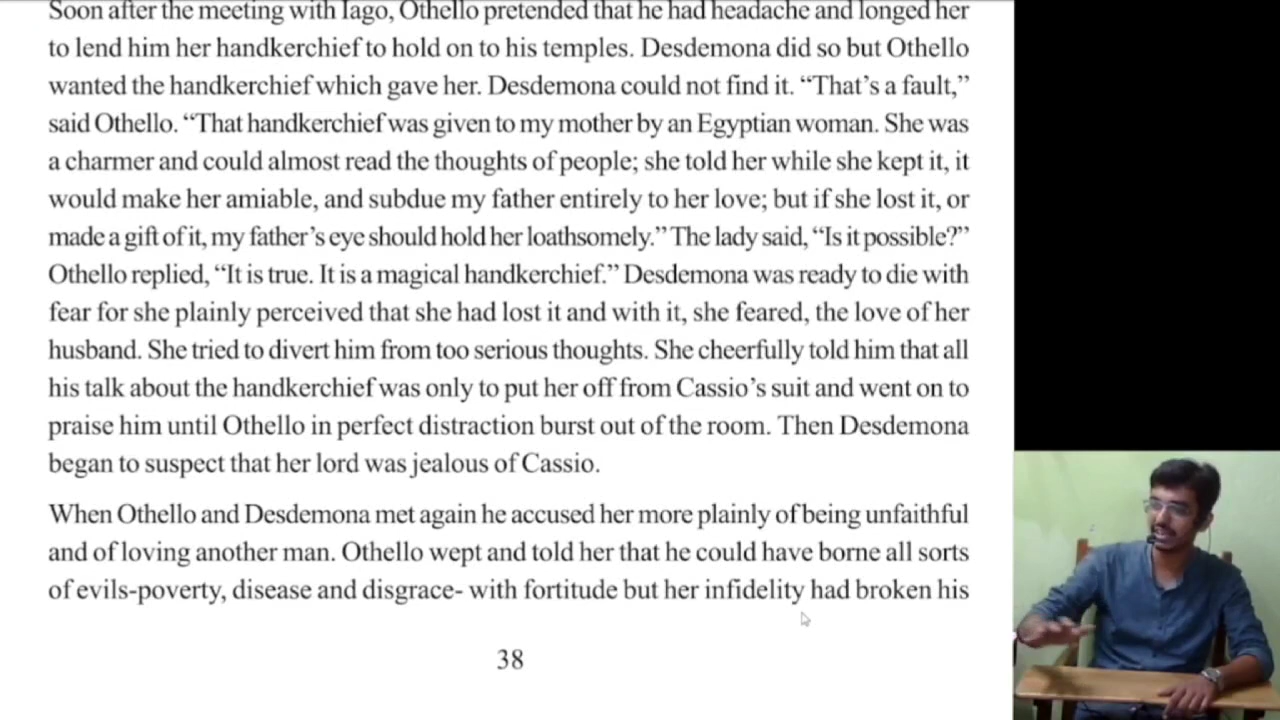 Soon after the meeting with Iago, Othello pretended that he had headache and longed her
to lend him her handkerchief to hold on to his temples. Desdemona did so but Othello
wanted the handkerchief which gave her. Desdemona could not find it. “That’s a fault,”
said Othello. “That handkerchief was given to my mother by an Egyptian woman. She was
a charmer and could almost read the thoughts of people; she told her while she kept it, it
would make her amiable, and subdue my father entirely to her love; but if she lost it, or
made a gift of it, my father’s eye should hold her loathsomely.” The lady said, “Is it possible?”
Othello replied, “It is true. It is a magical handkerchief.” Desdemona was ready to die with
fear for she plainly perceived that she had lost it and with it, she feared, the love of her
husband. She tried to divert him from too serious thoughts. She cheerfully told him that all
his talk about the handkerchief was only to put her off from Cassio’s suit and went on to
praise him until Othello in perfect distraction burst out of the room. Then Desdemona
began to suspect that her lord was jealous of Cassio.
When Othello and Desdemona met again he accused her more plainly of being unfaithful
and of loving another man. Othello wept and told her that he could have borne all sorts
of evils-poverty, disease and disgrace- with fortitude but her infidelity had broken his
38